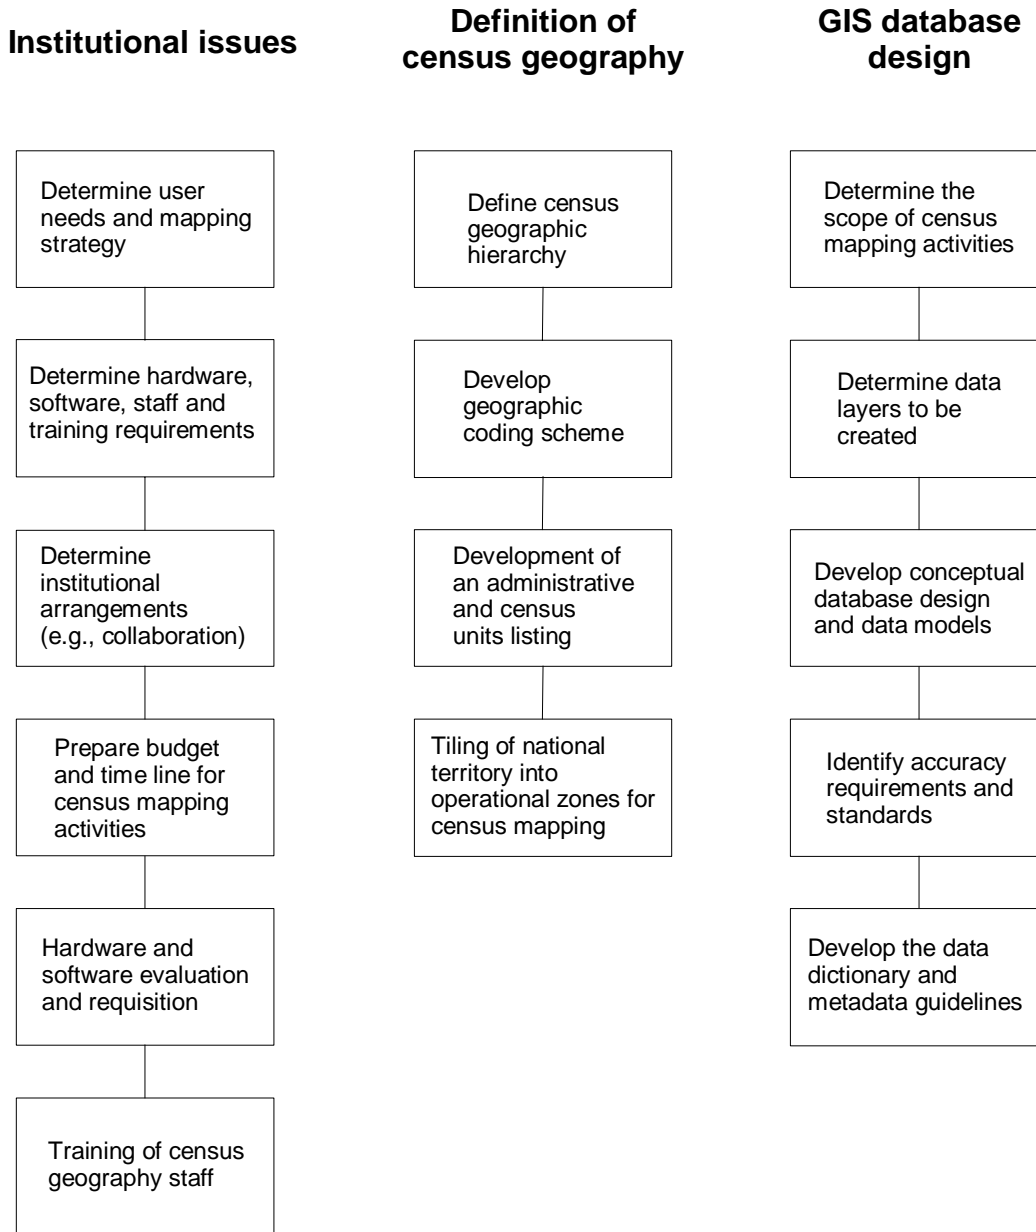 Institutional issues
Definition of
census geography
GIS database
design
Determine user
needs and mapping
strategy
Determine hardware,
software, staff and
training requirements
Determine
institutional
arrangements
(e.g., collaboration)
Prepare budget
and time line for
census mapping
activities
Hardware and
software evaluation
and requisition
Training of census
geography staff
Define census
geographic
hierarchy
Develop
geographic
coding scheme
Development of
an administrative
and census
units listing
Tiling of national
territory into
operational zones for
census mapping
Determine the
scope of census
mapping activities
Determine data
layers to be
created
Develop conceptual
database design
and data models
Identify accuracy
requirements and
standards
Develop the data
dictionary and
metadata guidelines